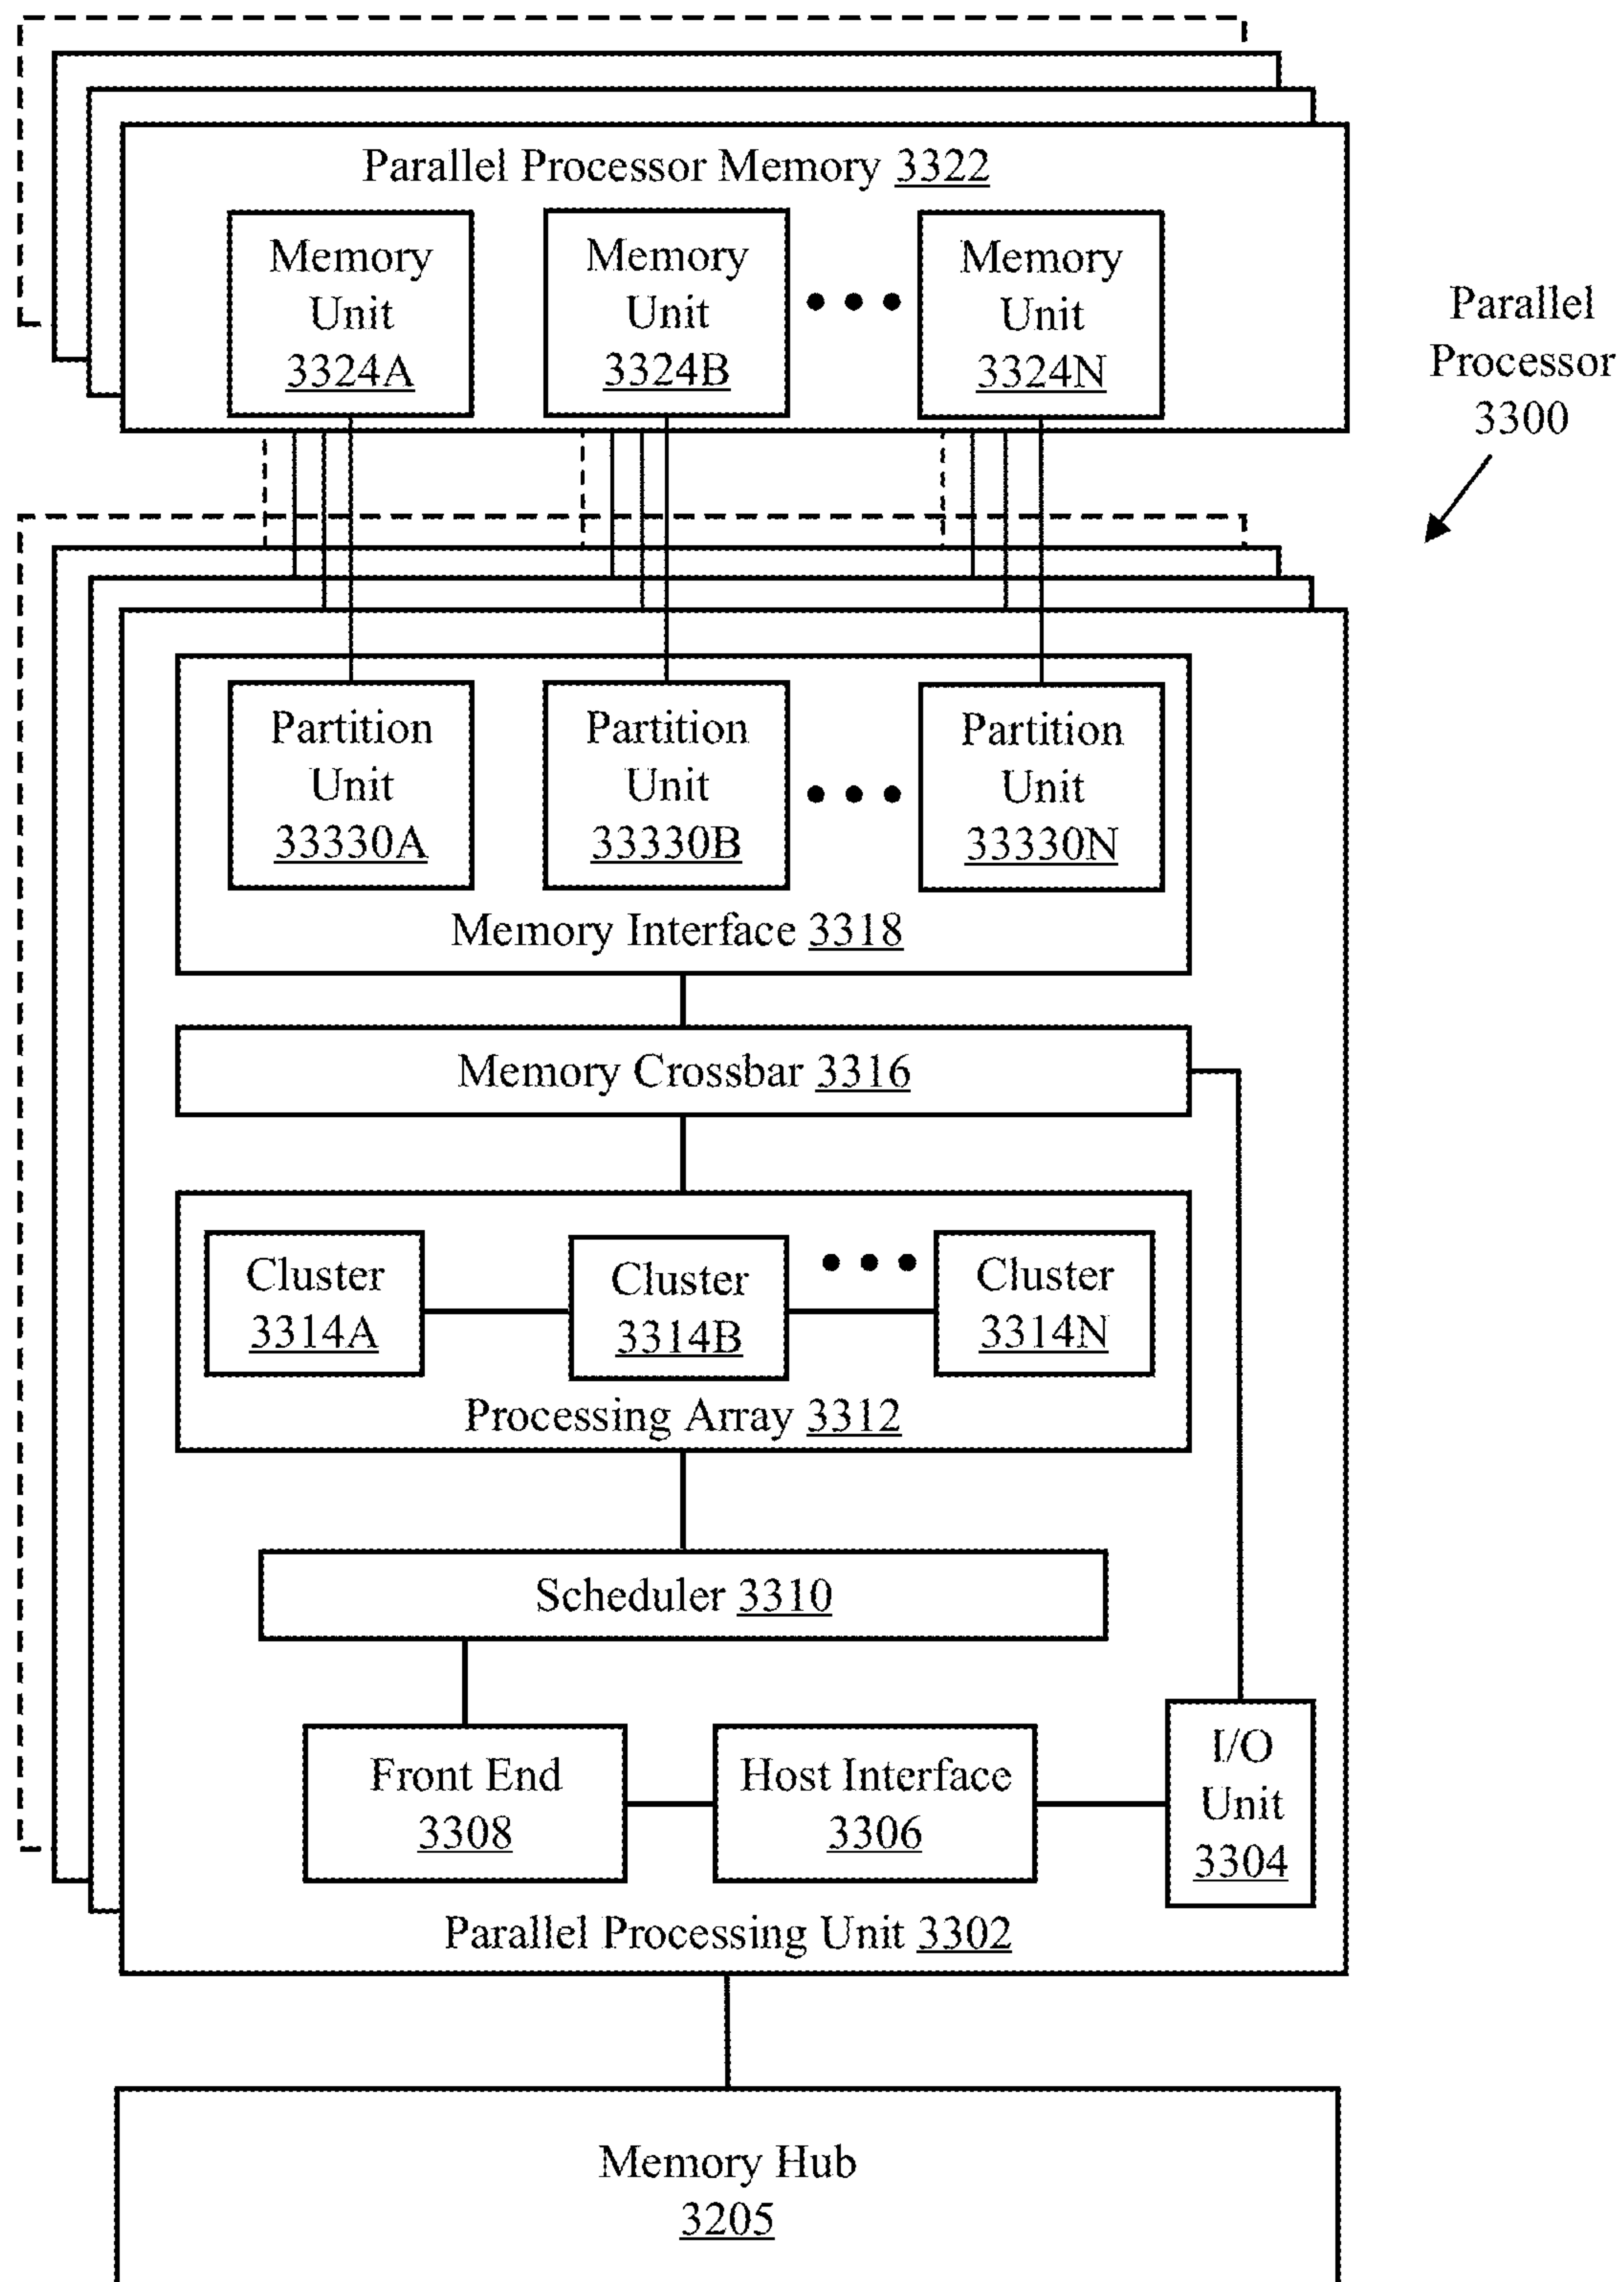 Parallel Processor Memory 3322
Memory
Unit
3324A
Memory
Unit
3324B
Memory
Unit
3324N
Parallel
Processor
3300
Partition
Unit
33330A
Partition
Unit
33330B
Partition
Unit
33330N
Memory Interface 3318
Memory Crossbar 3316
Cluster
3314A
Cluster
3314B
Cluster
3314N
Processing Array 3312
Scheduler 3310
Front End
3308
Host Interface
3306
I/O
Unit
3304
Parallel Processing Unit 3302
Memory Hub
3205